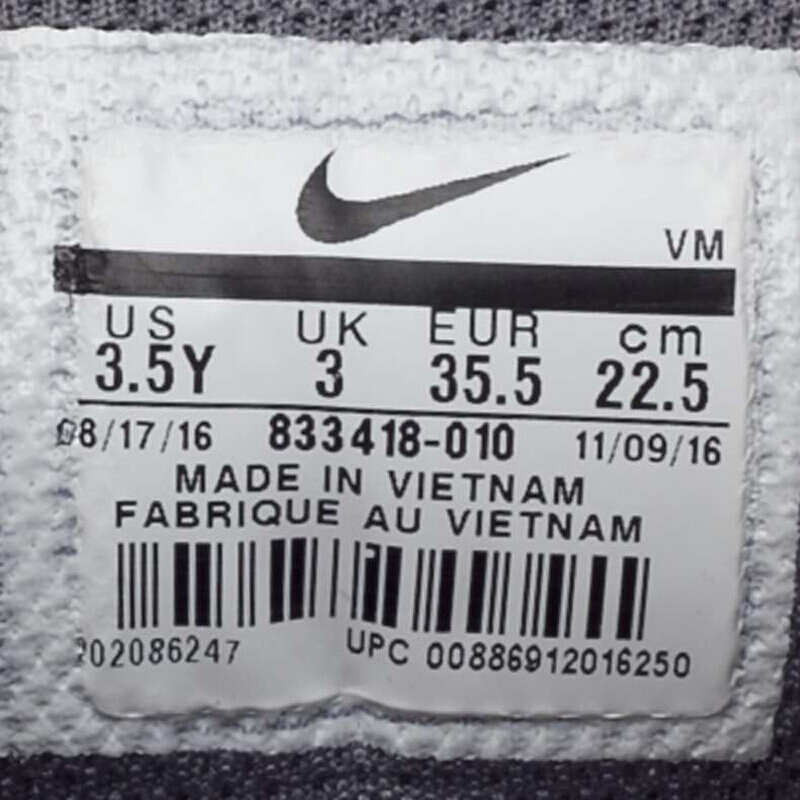 VM
US UK EUR cm
3.5Y 3 35.5 22.5
08/17/16 833418-010 11/09/16
MADE IN VIETNAM
FABRIQUE AU VIETNAM
202086247 UPC 00886912016250